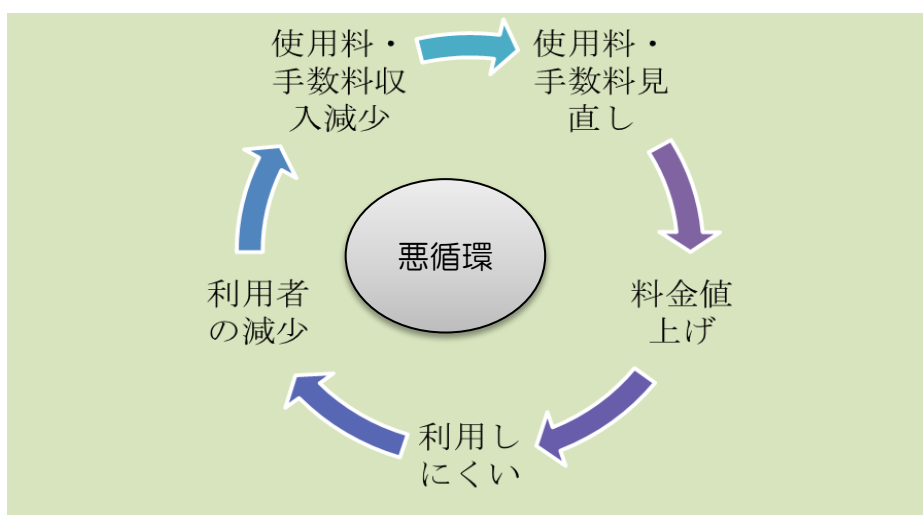 使用料・
手数料収
入減少
使用料・
手数料見
直し
料金値
上げ
利用し
にくい
利用者
の減少
悪循環